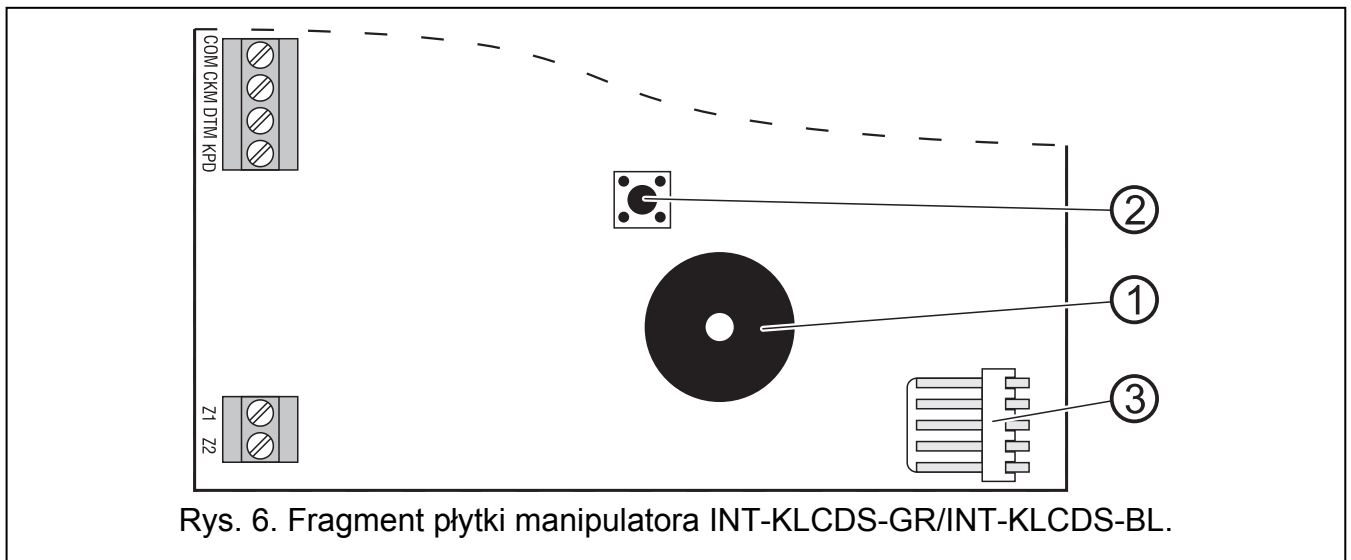 COM CKM DTM KPD
2
1
3
Z1 Z2
Rys. 6. Fragment płytki manipulatora INT-KLCDS-GR/INT-KLCDS-BL.